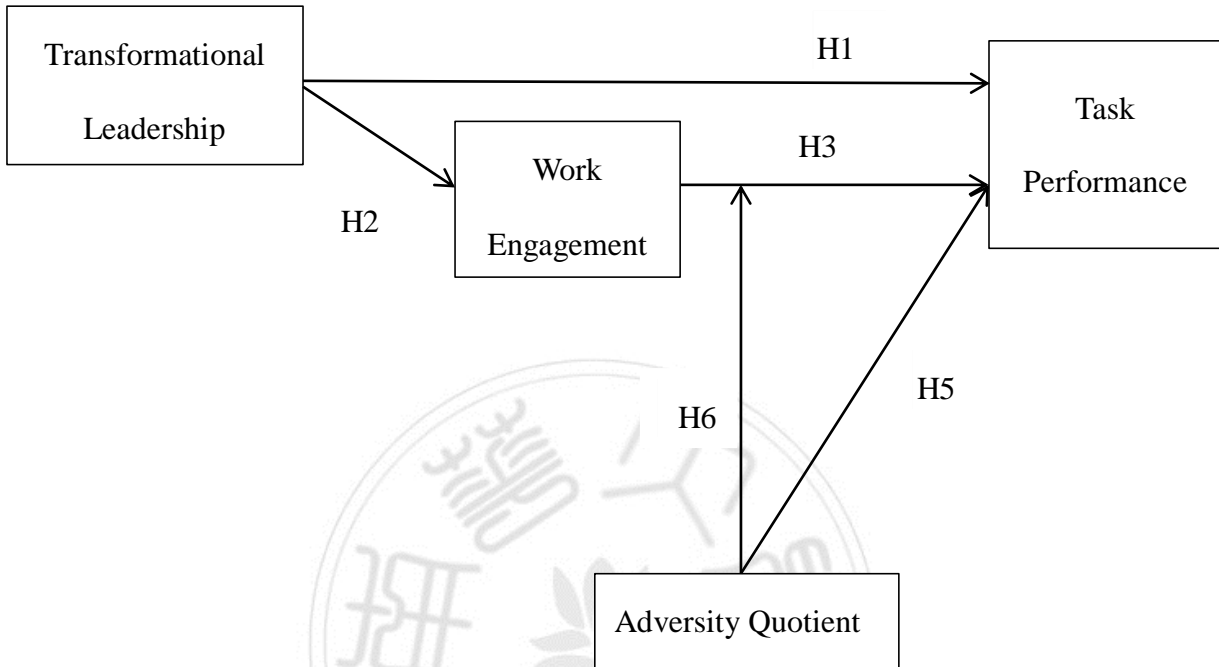 Transformational
Leadership
H1
Task
Performance
Work
Engagement
H3
H2
H6
H5
Adversity Quotient